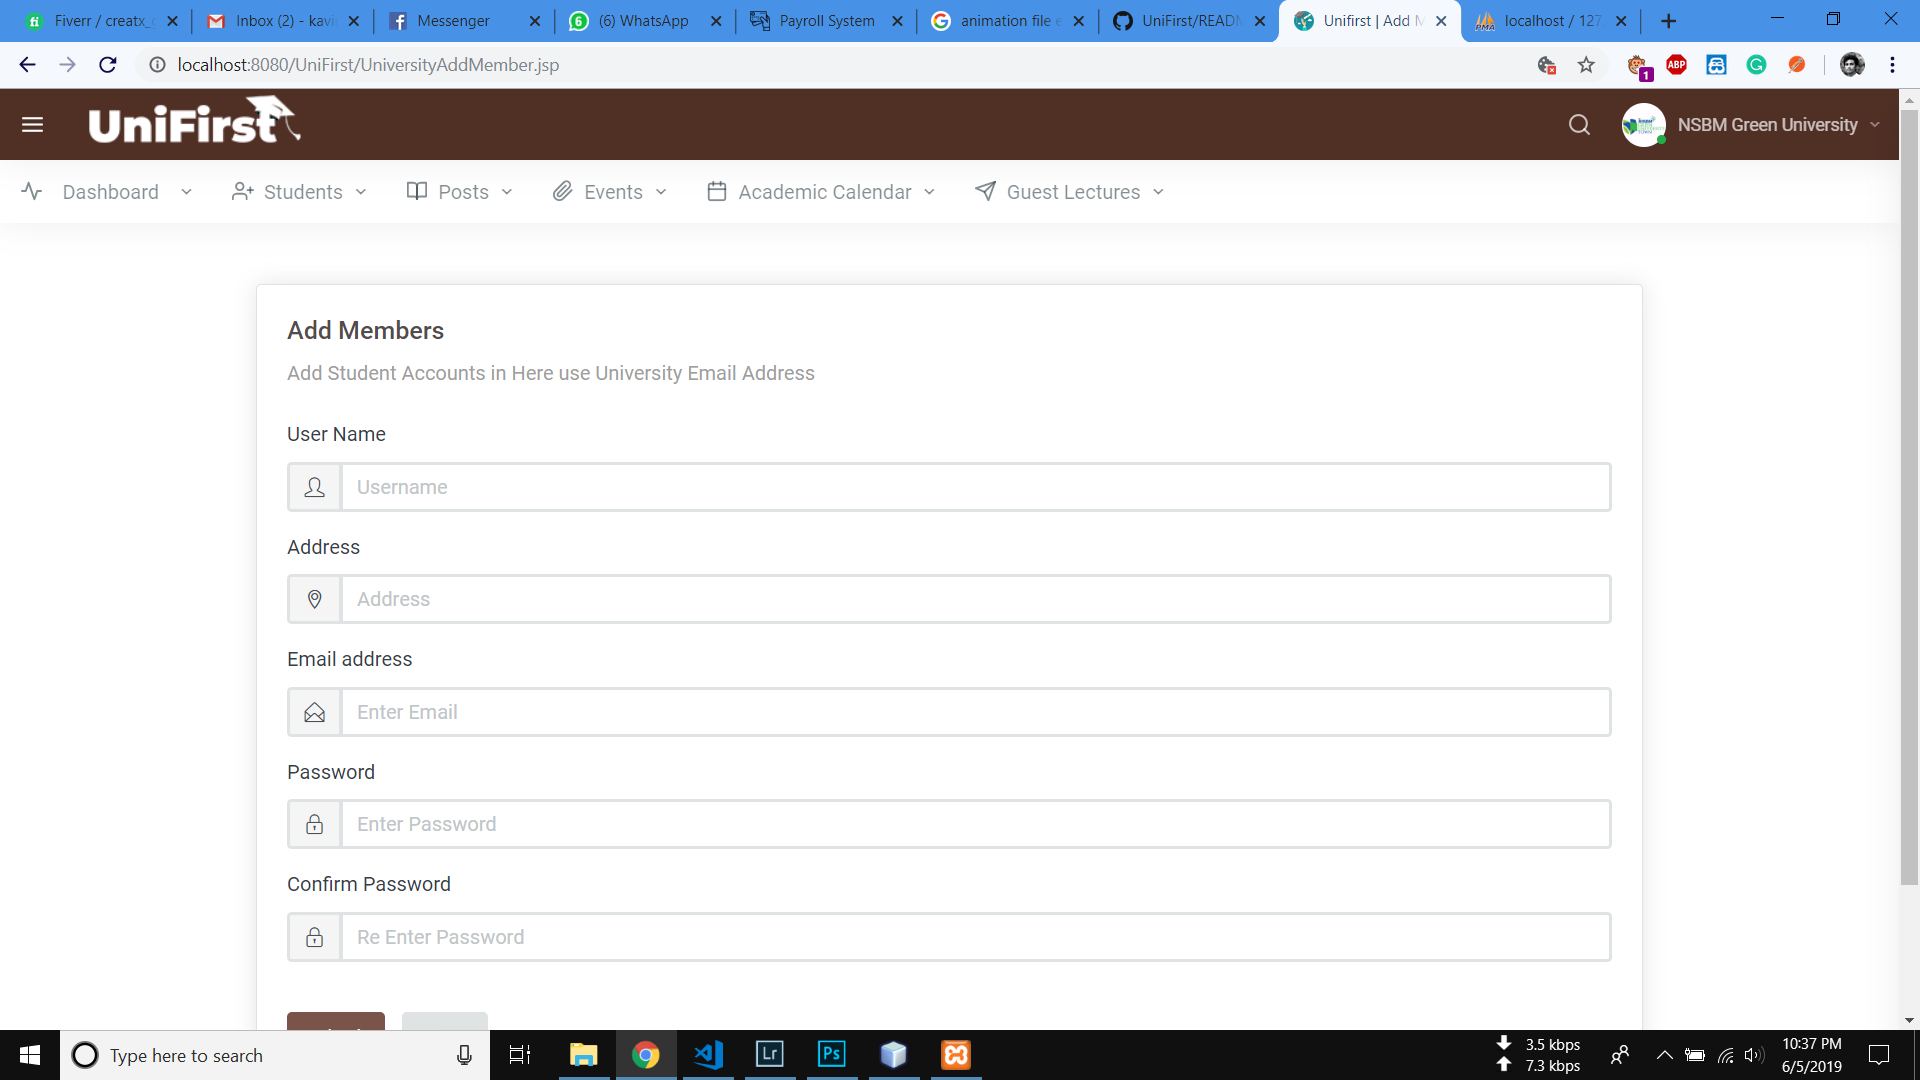 Fiverr / creatx_
Inbox (2) - kavi
Messenger
(6) WhatsApp
Payroll System
animation file e
UniFirst/READM
Unifirst | Add M
localhost / 127
localhost:8080/UniFirst/UniversityAddMember.jsp
1
ABP
UniFirst
NSBM Green University
Dashboard
Students
Posts
Events
Academic Calendar
Guest Lectures
Add Members
Add Student Accounts in Here use University Email Address
User Name
Username
Address
Address
Email address
Enter Email
Password
Enter Password
Confirm Password
Re Enter Password
Type here to search
Lr
Ps
3.5 kbps
7.3 kbps
10:37 PM
6/5/2019